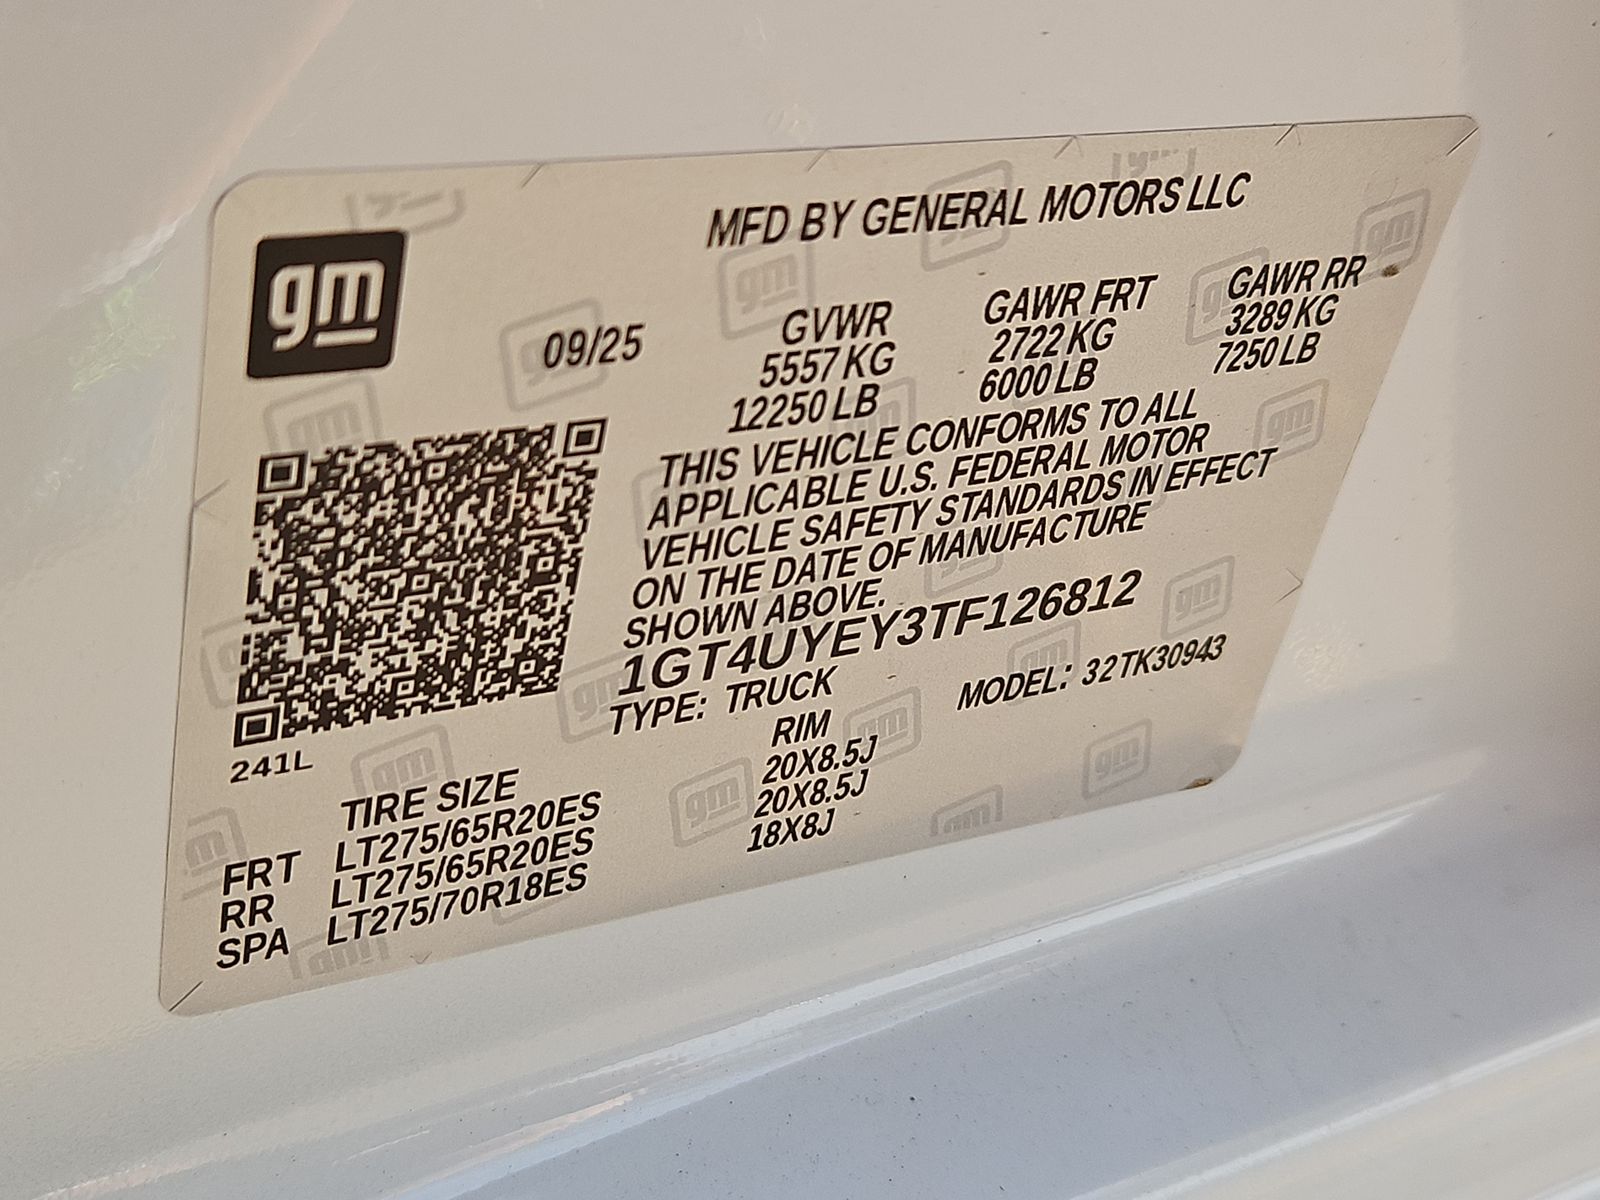 gm
MFD BY GENERAL MOTORS LLC
09/25
GVWR
5557 KG
12250 LB
GAWR FRT
2722 KG
6000 LB
GAWR RR
3289 KG
7250 LB
THIS VEHICLE CONFORMS TO ALL
APPLICABLE U.S. FEDERAL MOTOR
VEHICLE SAFETY STANDARDS IN EFFECT
ON THE DATE OF MANUFACTURE
SHOWN ABOVE.
1GT4UYEY3TF126812
TYPE: TRUCK
MODEL: 32TK30943
241L
TIRE SIZE RIM
FRT LT275/65R20ES 20X8.5J
RR LT275/65R20ES 20X8.5J
SPA LT275/70R18ES 18X8J